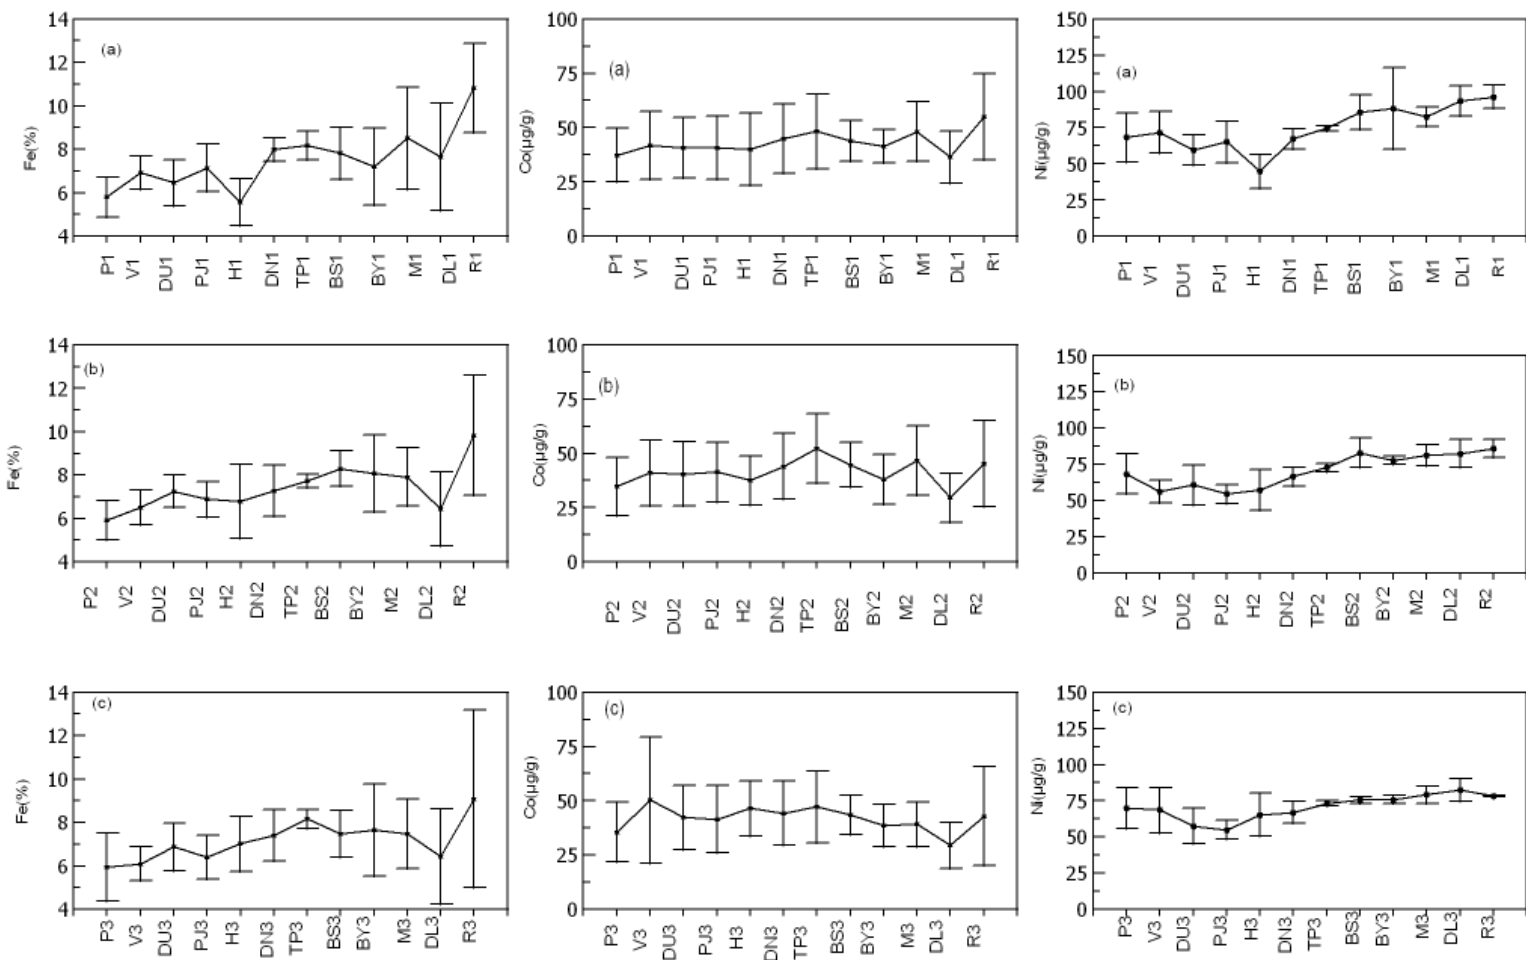 14
12
10
8
6
4
Fe(%)
(a)
P1 V1 DU1 PJ1 H1 DN1 TP1 BS1 BY1 M1 DL1 R1
100
75
50
25
0
Co(µg/g)
(a)
P1 V1 DU1 PJ1 H1 DN1 TP1 BS1 BY1 M1 DL1 R1
150
125
100
75
50
25
0
Ni(µg/g)
(a)
P1 V1 DU1 PJ1 H1 DN1 TP1 BS1 BY1 M1 DL1 R1
14
12
10
8
6
4
Fe(%)
(b)
P2 V2 DU2 PJ2 H2 DN2 TP2 BS2 BY2 M2 DL2 R2
100
75
50
25
0
Co(µg/g)
(b)
P2 V2 DU2 PJ2 H2 DN2 TP2 BS2 BY2 M2 DL2 R2
150
125
100
75
50
25
0
Ni(µg/g)
(b)
P2 V2 DU2 PJ2 H2 DN2 TP2 BS2 BY2 M2 DL2 R2
14
12
10
8
6
4
Fe(%)
(c)
P3 V3 DU3 PJ3 H3 DN3 TP3 BS3 BY3 M3 DL3 R3
100
75
50
25
0
Co(µg/g)
(c)
P3 V3 DU3 PJ3 H3 DN3 TP3 BS3 BY3 M3 DL3 R3
150
125
100
75
50
25
0
Ni(µg/g)
(c)
P3 V3 DU3 PJ3 H3 DN3 TP3 BS3 BY3 M3 DL3 R3